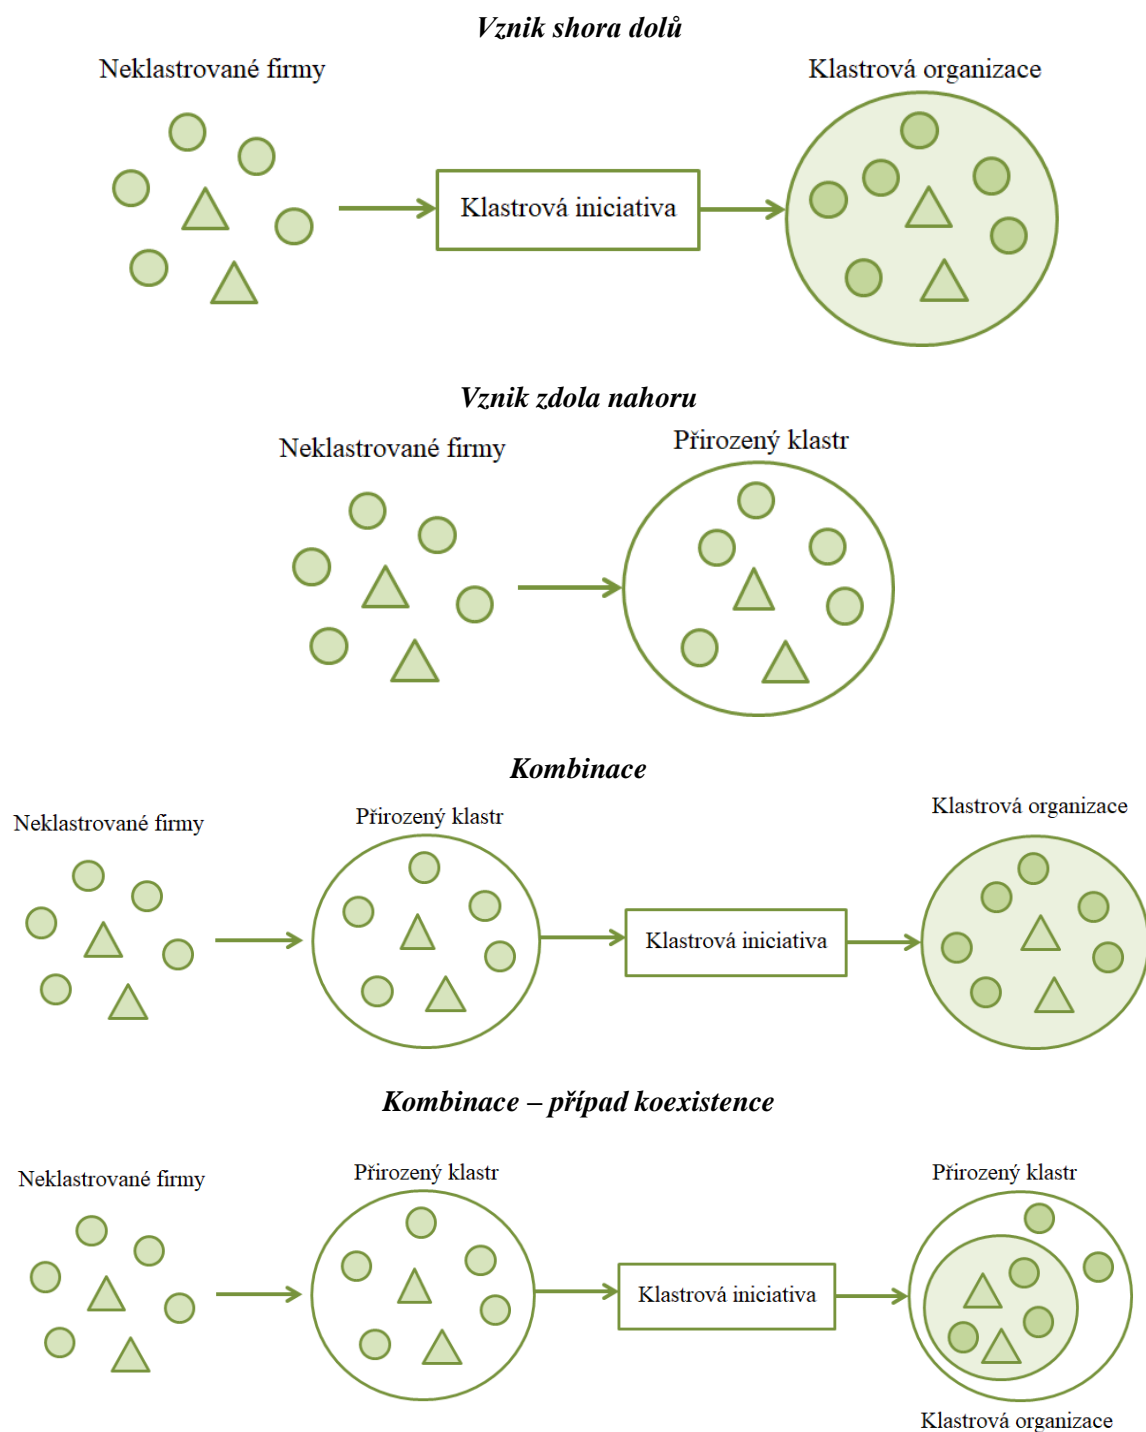 Vznik shora dolů
Neklastrované firmy
Klastrová organizace
Klastrová iniciativa
Vznik zdola nahoru
Neklastrované firmy
Přirozený klastr
Kombinace
Neklastrované firmy
Přirozený klastr
Klastrová organizace
Klastrová iniciativa
Kombinace – případ koexistence
Neklastrované firmy
Přirozený klastr
Přirozený klastr
Klastrová iniciativa
Klastrová organizace